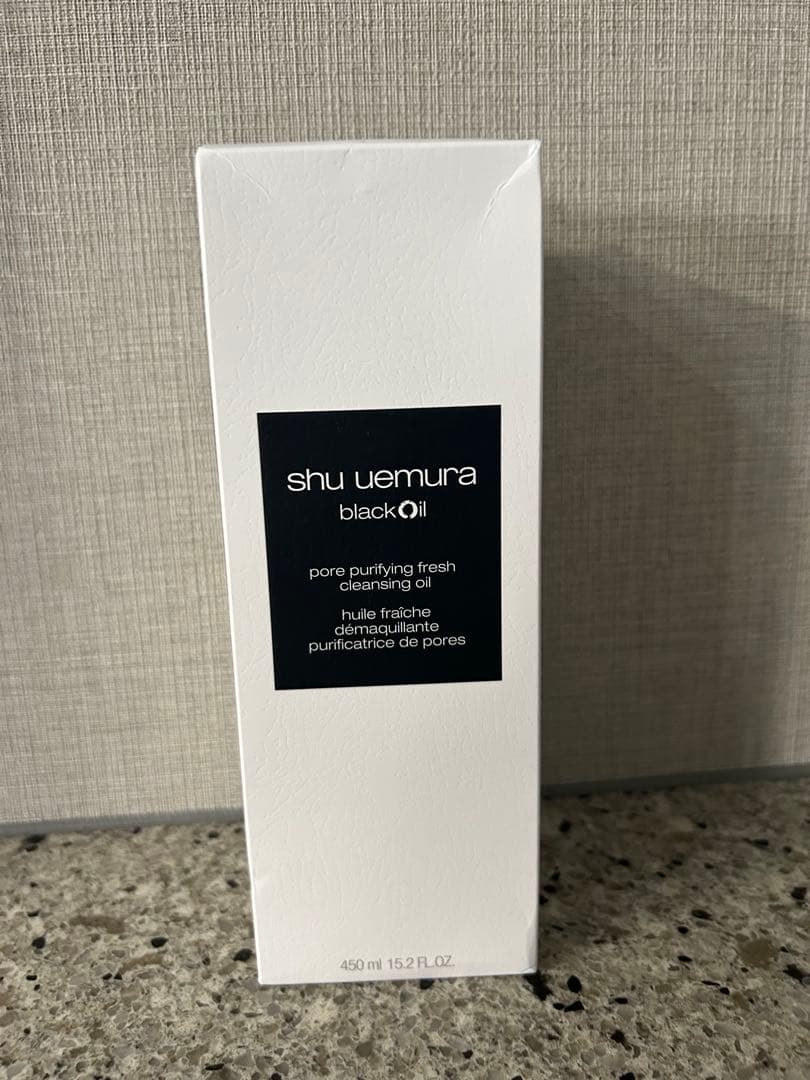 shu uemura
blackOil
pore purifying fresh
cleansing oil
huile fraîche
démaquillante
purificatrice de pores
450 ml 15.2 FL.OZ.